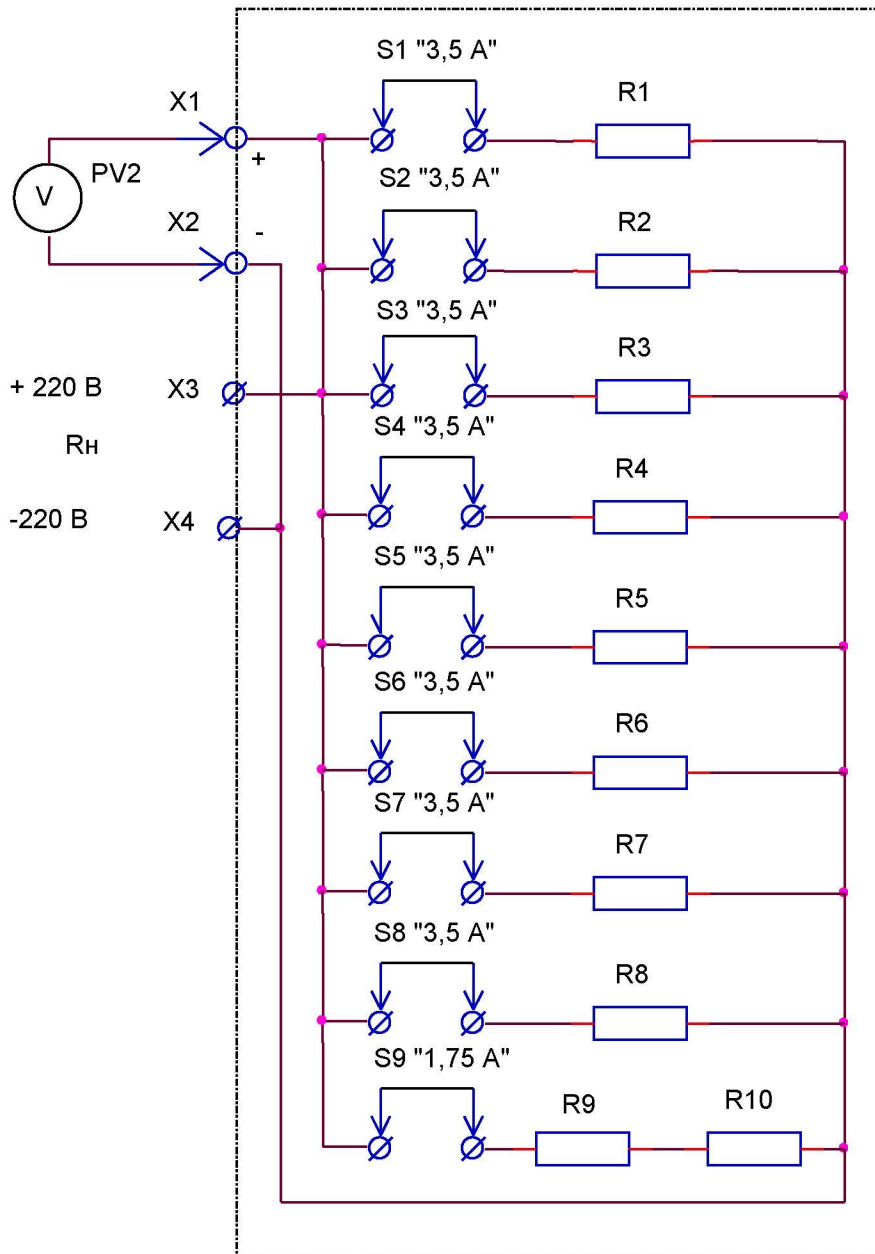 S1 "3,5 А"
X1
R1
+
PV2
V
S2 "3,5 А"
X2
-
R2
S3 "3,5 А"
R3
+ 220 В
X3
S4 "3,5 А"
Rн
R4
-220 В
X4
S5 "3,5 А"
R5
S6 "3,5 А"
R6
S7 "3,5 А"
R7
S8 "3,5 А"
R8
S9 "1,75 А"
R9
R10